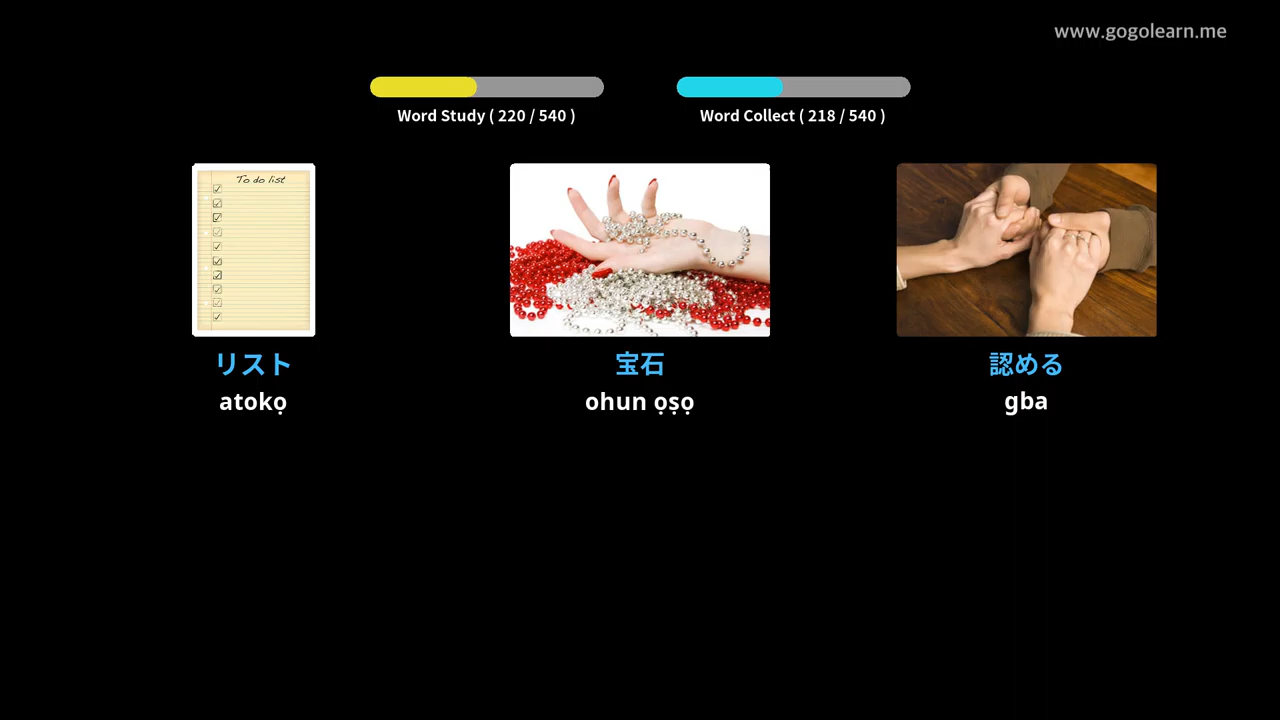 www.gogolearn.me
Word Study ( 220 / 540 )
Word Collect ( 218 / 540 )
To do list
リスト
宝石
認める
atokọ
ohun ọṣọ
gba